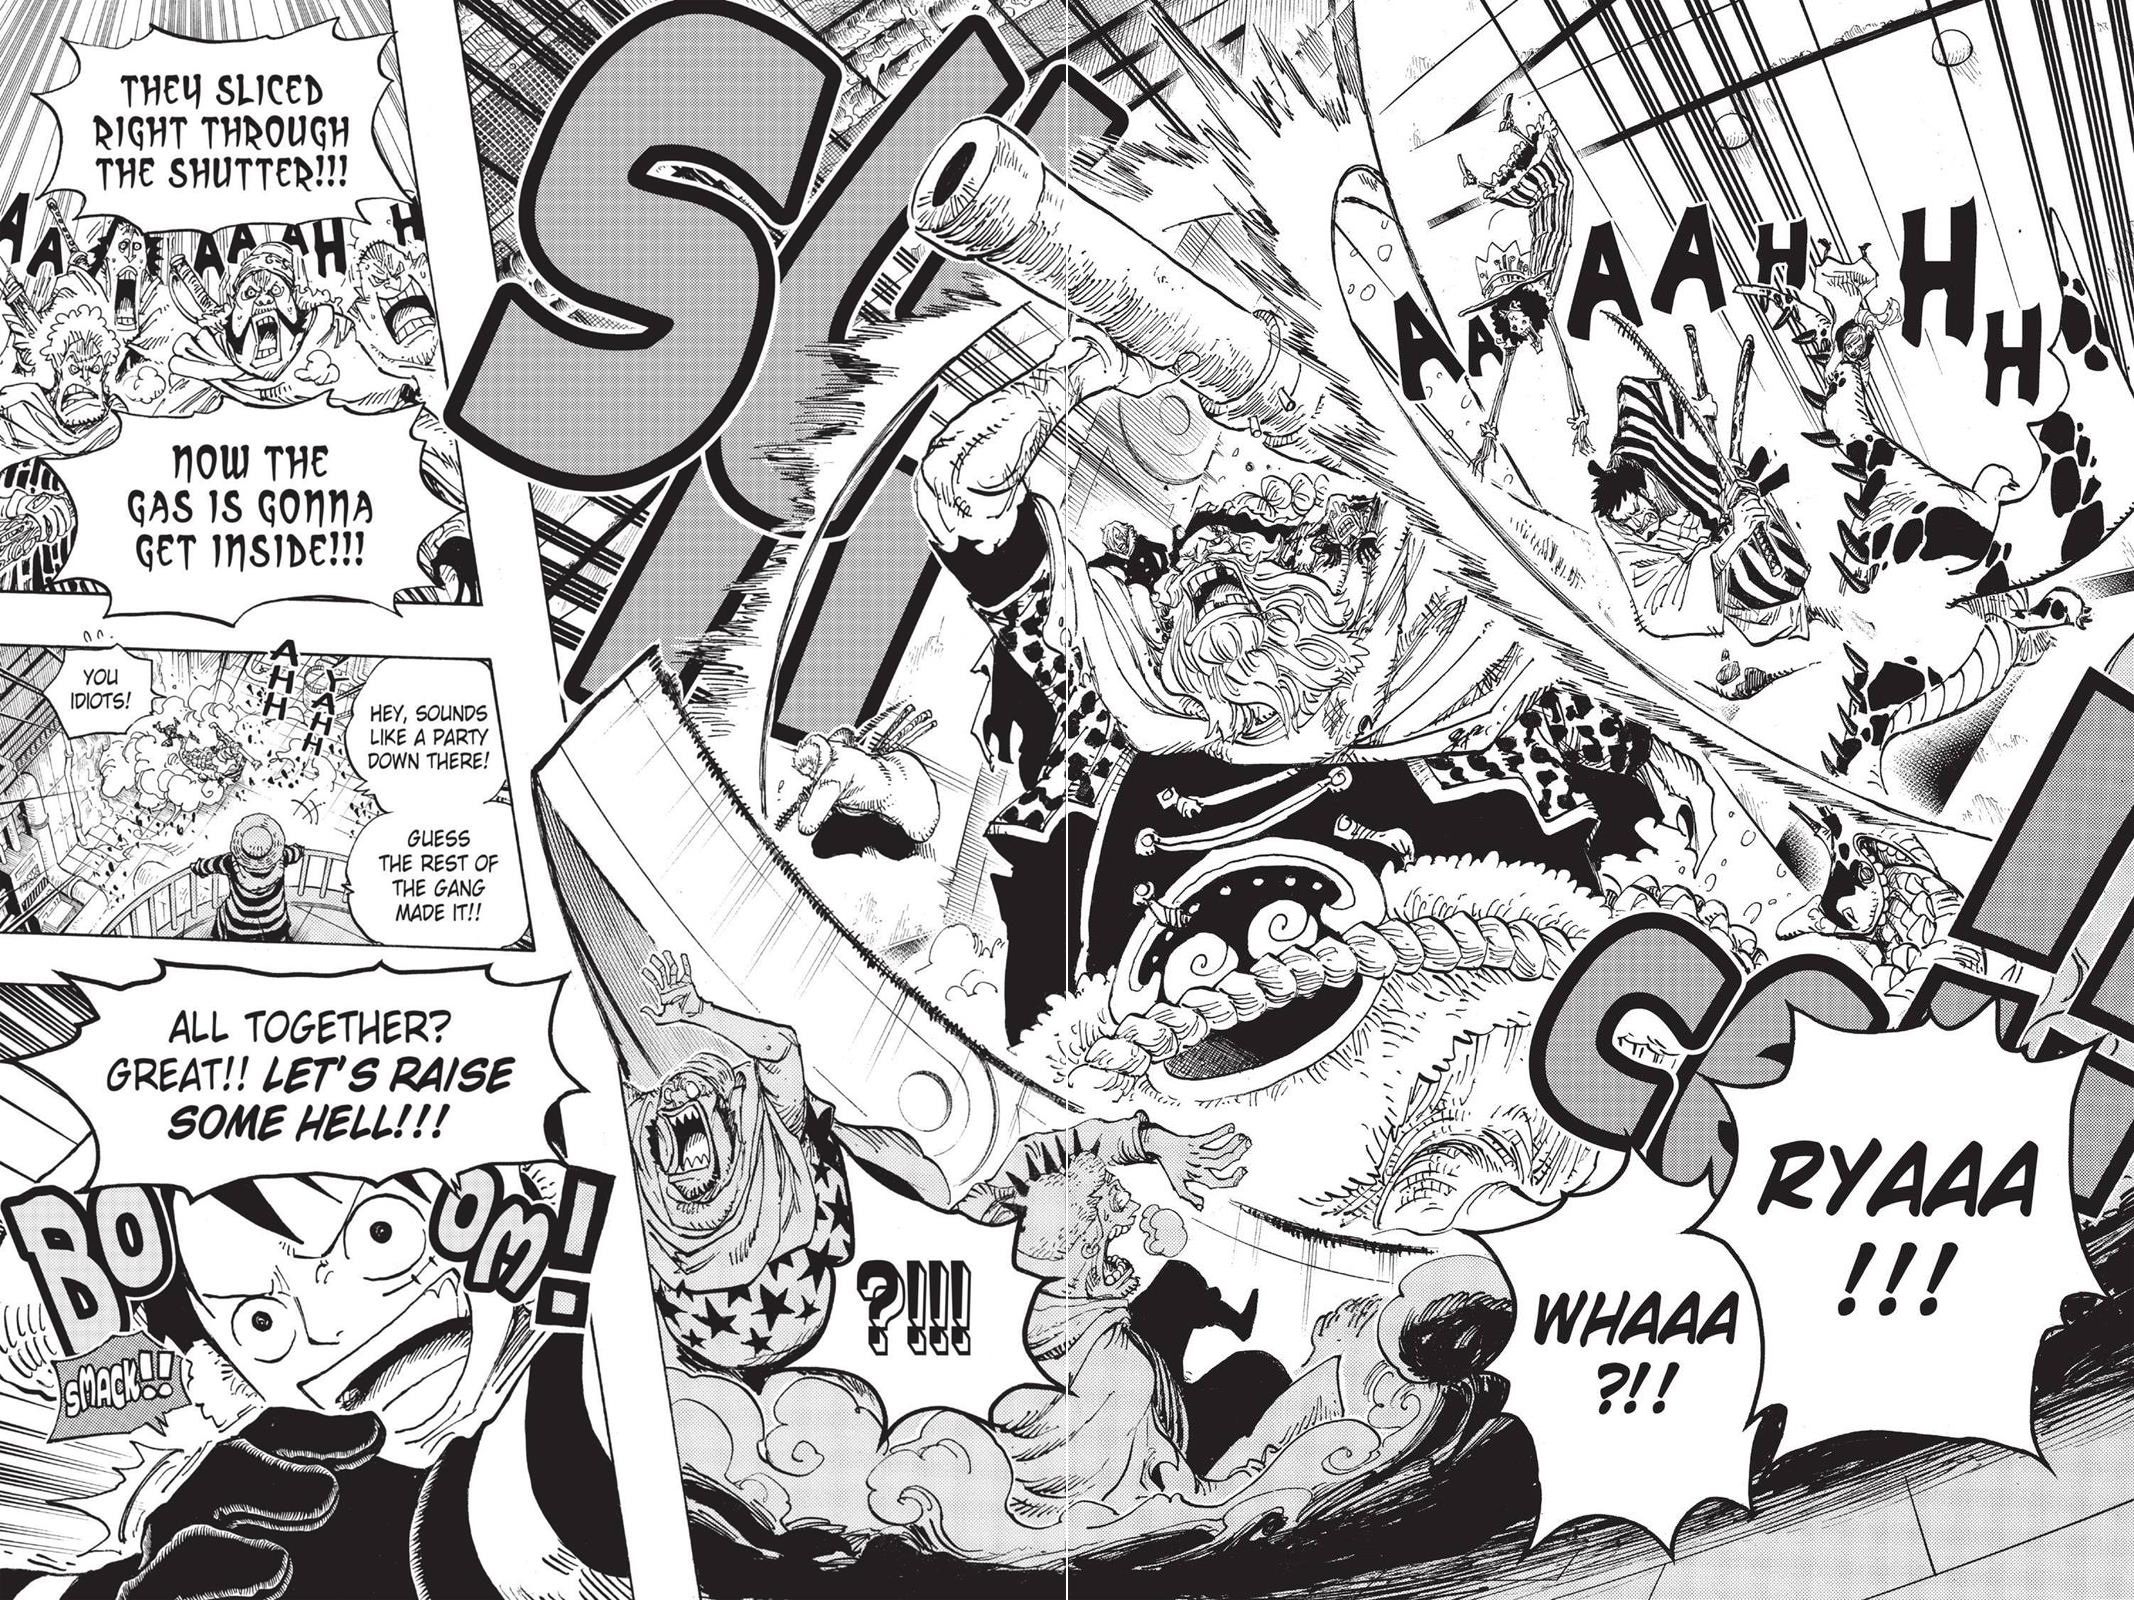 AAAAHHH
RYAAA
!!!
WHAAA
?!!
?!!!
THEY SLICED
RIGHT THROUGH
THE SHUTTER!!!
NOW THE
GAS IS GONNA
GET INSIDE!!!
HEY, SOUNDS
LIKE A PARTY
DOWN THERE!
GUESS
THE REST OF
THE GANG
MADE IT!!
YAHH
AHHH
YOU
IDIOTS!
ALL TOGETHER?
GREAT!! LET'S RAISE
SOME HELL!!!
BOOM!
SMACK!!